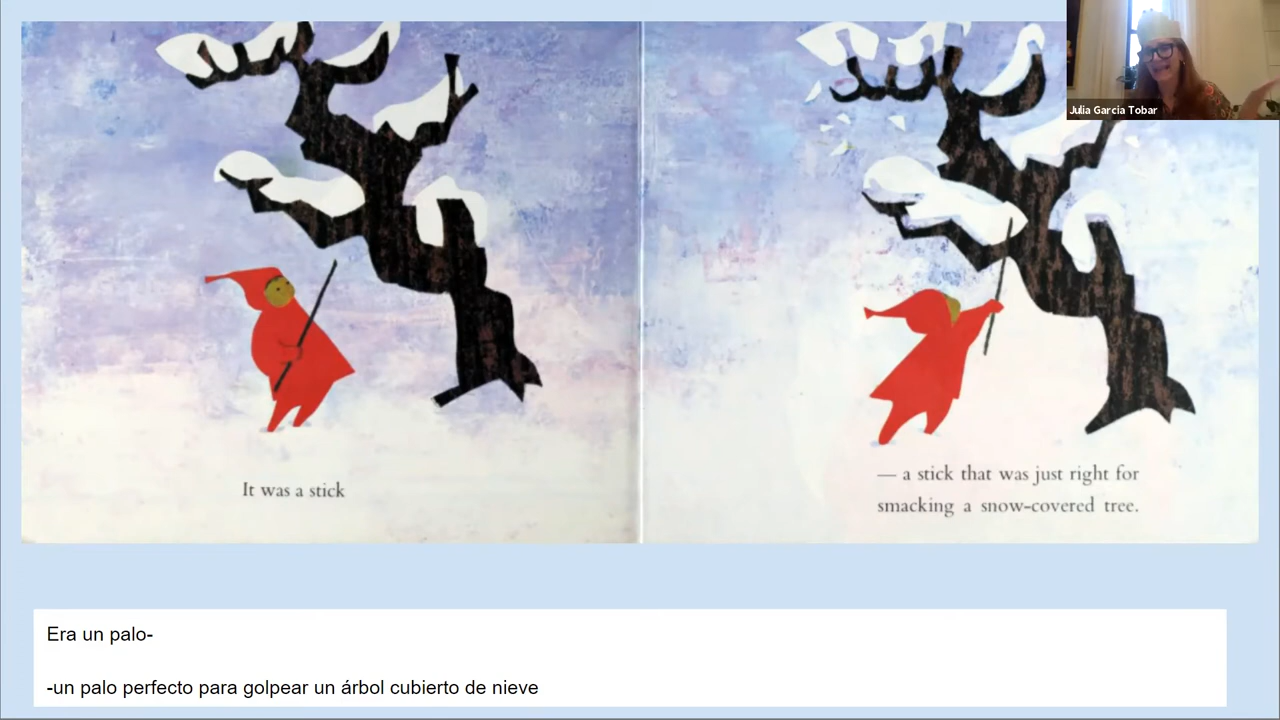 Julia Garcia Tobar
It was a stick
— a stick that was just right for
smacking a snow-covered tree.
Era un palo-
-un palo perfecto para golpear un árbol cubierto de nieve